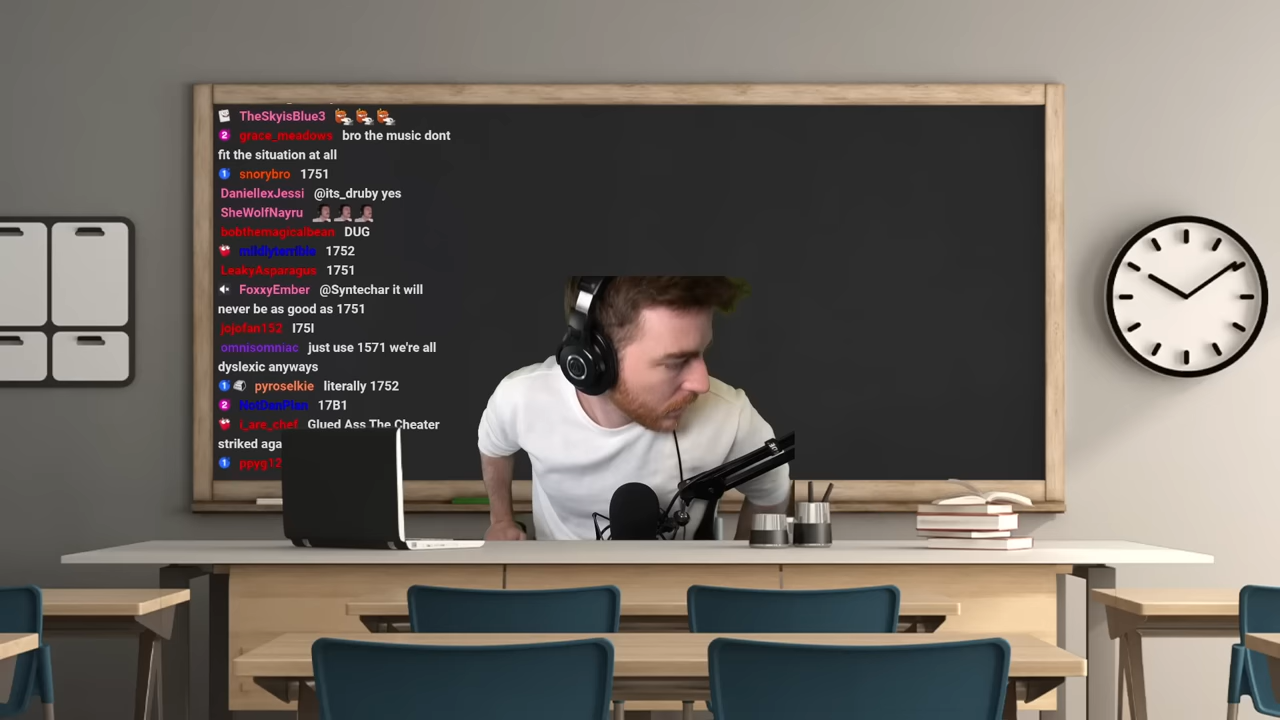 TheSkyisBlue3
grace_meadows bro the music dont
fit the situation at all
snorybro 1751
DaniellexJessi @its_druby yes
SheWolfNayru
bobthemagicalbean DUG
mildlyterrible 1752
LeakyAsparagus 1751
FoxxyEmber @Syntechar it will
never be as good as 1751
jojofan152 I75I
omnisomniac just use 1571 we're all
dyslexic anyways
pyroselkie literally 1752
NotDanPlan 17B1
i_are_chef Glued Ass The Cheater
striked aga
ppyg12